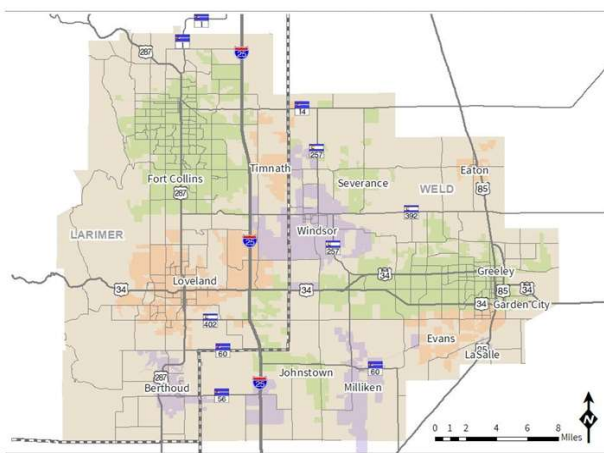 287
25
14
257
Timnath
Eaton
Fort Collins
Severance
WELD
85
287
392
LARIMER
Windsor
25
257
34
Greeley
Loveland
34
34
85
34
34
Garden City
402
Evans
60
LaSalle
85
Johnstown
60
287
Berthoud
25
Milliken
56
N
0 1 2 4 6 8
Miles